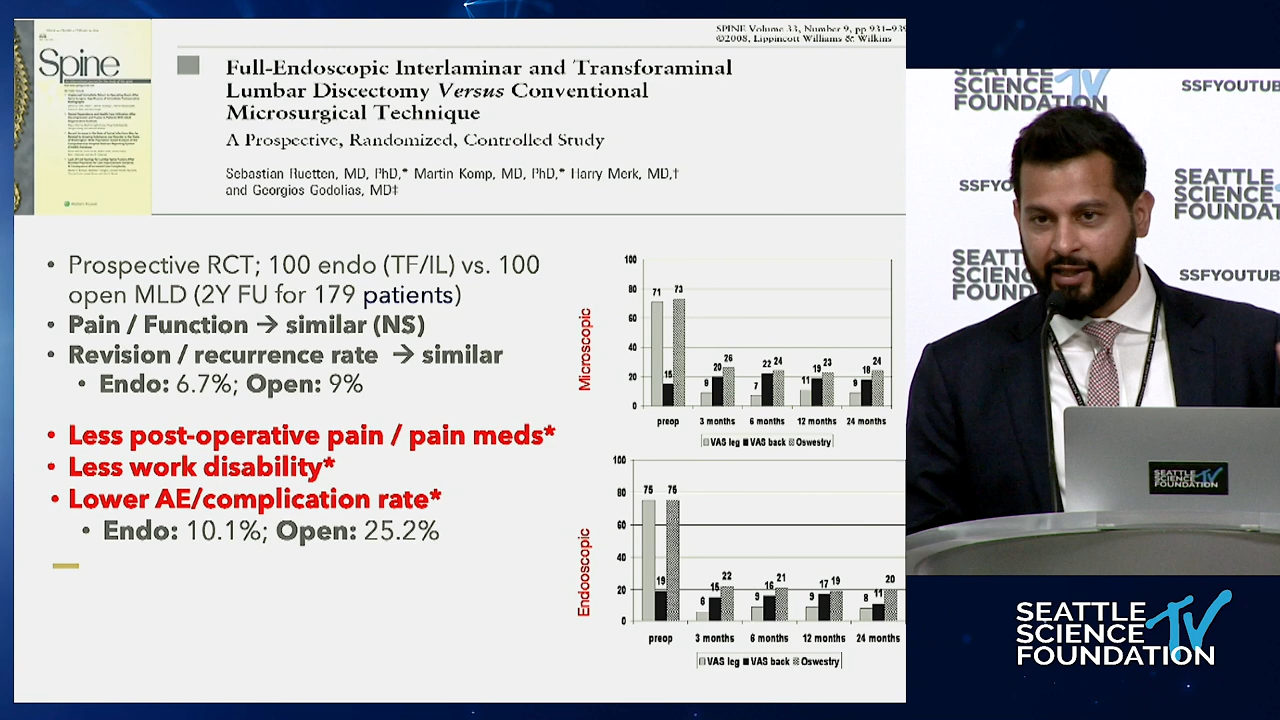 Spine
SPINE Volume 33, Number 9, pp 931–939
©2008, Lippincott Williams & Wilkins
Full-Endoscopic Interlaminar and Transforaminal
Lumbar Discectomy Versus Conventional
Microsurgical Technique
A Prospective, Randomized, Controlled Study
Sebastian Ruetten, MD, PhD,* Martin Komp, MD, PhD,* Harry Merk, MD,†
and Georgios Godolias, MD‡
• Prospective RCT; 100 endo (TF/IL) vs. 100
open MLD (2Y FU for 179 patients)
• Pain / Function → similar (NS)
• Revision / recurrence rate → similar
• Endo: 6.7%; Open: 9%
• Less post-operative pain / pain meds*
• Less work disability*
• Lower AE/complication rate*
• Endo: 10.1%; Open: 25.2%
Microscopic
100
80
60
40
20
0
71 15 73
9 20 26
7 22 24
11 19 23
9 18 24
preop 3 months 6 months 12 months 24 months
VAS leg VAS back Oswestry
Endooscopic
100
80
60
40
20
0
75 19 76
6 15 22
9 16 21
9 17 19
8 11 20
preop 3 months 6 months 12 months 24 months
VAS leg VAS back Oswestry
SEATTLE
SCIENCE
FOUNDATION
TV
SSFYOUTUB
SSFYO
SEATTLE
SCIENCE
FOUNDAT
SEATTL
SCIENC
FOUND
SSFYOUTUB
SEATTLE
SCIENCE
FOUNDATION
TV
SEATTLE
SCIENCE
FOUNDATION
TV